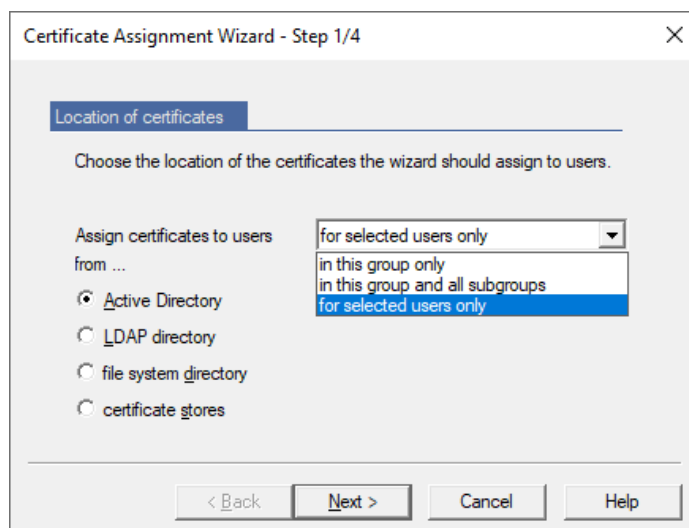 Certificate Assignment Wizard - Step 1/4
Location of certificates
Choose the location of the certificates the wizard should assign to users.
Assign certificates to users for selected users only
from ... in this group only
in this group and all subgroups
Active Directory for selected users only
LDAP directory
file system directory
certificate stores
< Back Next > Cancel Help